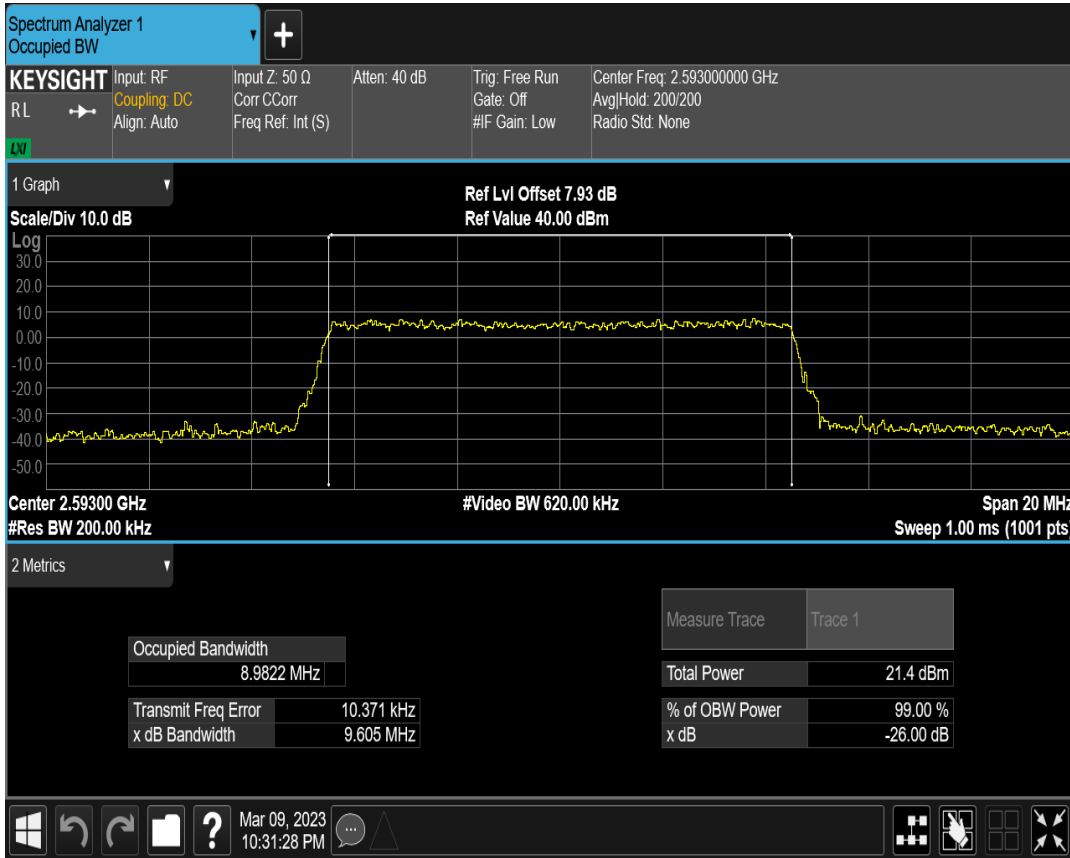 Spectrum Analyzer 1
Occupied BW
+
KEYSIGHT
R L
LXI
Input: RF
Coupling: DC
Align: Auto
Input Z: 50 Ω
Corr CCorr
Freq Ref: Int (S)
Atten: 40 dB
Trig: Free Run
Gate: Off
#IF Gain: Low
Center Freq: 2.593000000 GHz
Avg|Hold: 200/200
Radio Std: None
1 Graph
Ref Lvl Offset 7.93 dB
Scale/Div 10.0 dB
Ref Value 40.00 dBm
Log
30.0
20.0
10.0
0.00
-10.0
-20.0
-30.0
-40.0
-50.0
Center 2.59300 GHz
#Video BW 620.00 kHz
Span 20 MHz
#Res BW 200.00 kHz
Sweep 1.00 ms (1001 pts)
2 Metrics
Measure Trace
Trace 1
Occupied Bandwidth
8.9822 MHz
Total Power
21.4 dBm
Transmit Freq Error
10.371 kHz
% of OBW Power
99.00 %
x dB Bandwidth
9.605 MHz
x dB
-26.00 dB
?
Mar 09, 2023
10:31:28 PM
...